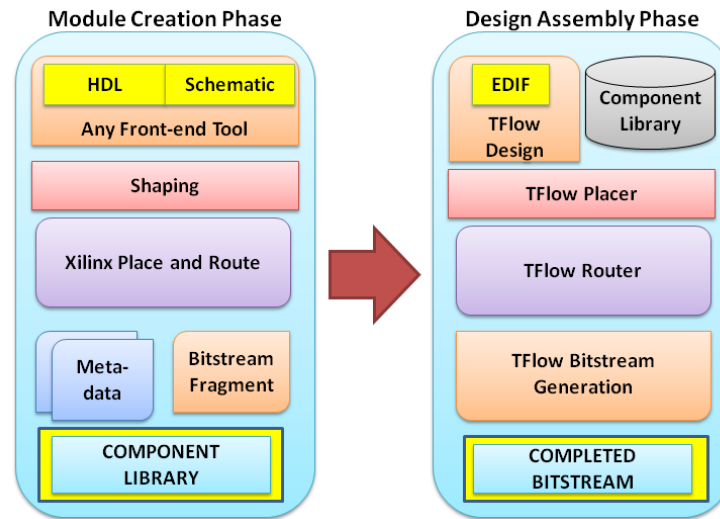 Module Creation Phase
HDL
Schematic
Any Front-end Tool
Shaping
Xilinx Place and Route
Meta-
data
Bitstream
Fragment
COMPONENT
LIBRARY
Design Assembly Phase
EDIF
TFlow
Design
Component
Library
TFlow Placer
TFlow Router
TFlow Bitstream
Generation
COMPLETED
BITSTREAM